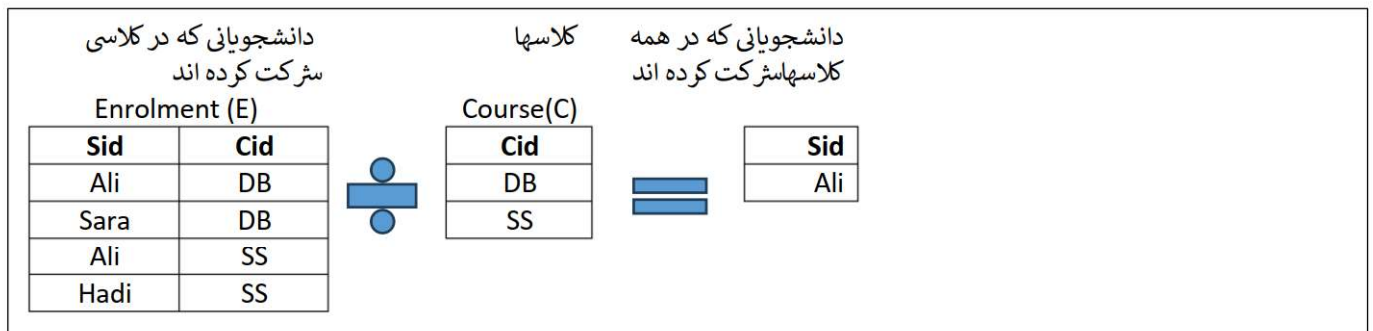 دانشجویانی که در کلاسی
شرکت کرده اند
Enrolment (E)
Sid Cid
Ali DB
Sara DB
Ali SS
Hadi SS
کلاسها
Course(C)
Cid
DB
SS
دانشجویانی که در همه
کلاسهاشرکت کرده اند
Sid
Ali